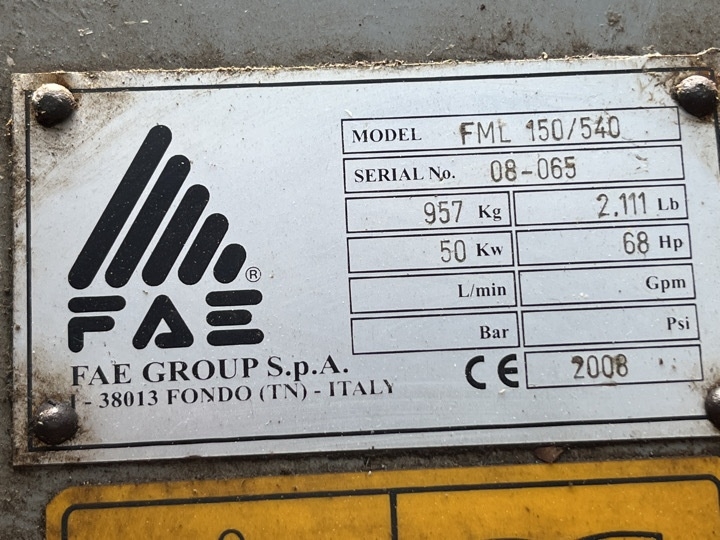 MODEL FML 150/540
SERIAL No. 08-065
957 Kg 2.111 Lb
50 Kw 68 Hp
L/min Gpm
Bar Psi
CE 2008
®
FAE
FAE GROUP S.p.A.
I - 38013 FONDO (TN) - ITALY